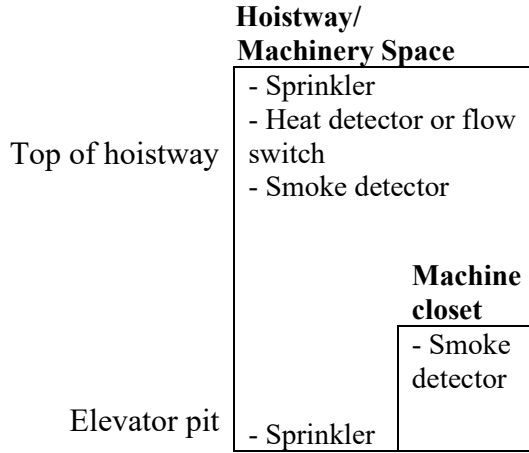 Hoistway/
Machinery Space
- Sprinkler
- Heat detector or flow
switch
- Smoke detector
Top of hoistway
Machine
closet
- Smoke
detector
Elevator pit
- Sprinkler